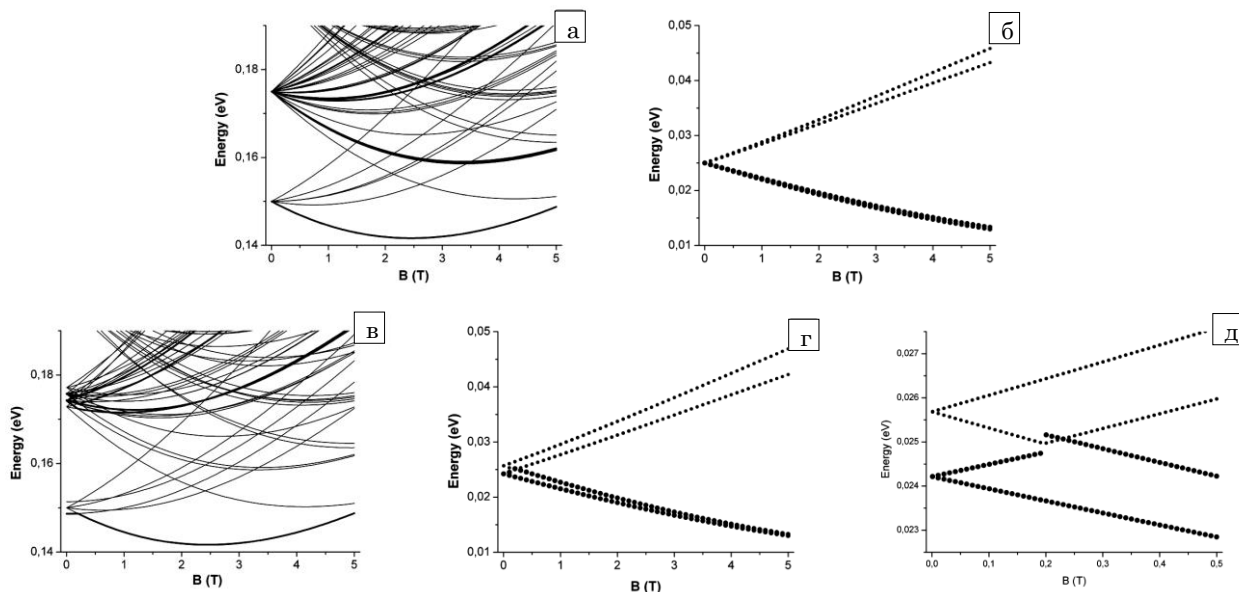 а
0,18
0,16
0,14
Energy (eV)
0 1 2 3 4 5
B (T)
б
0,05
0,04
0,03
0,02
0,01
Energy (eV)
0 1 2 3 4 5
B (T)
в
0,18
0,16
0,14
Energy (eV)
0 1 2 3 4 5
B (T)
г
0,05
0,04
0,03
0,02
0,01
Energy (eV)
0 1 2 3 4 5
B (T)
д
0,027
0,026
0,025
0,024
0,023
Energy (eV)
0,0 0,1 0,2 0,3 0,4 0,5
B (T)